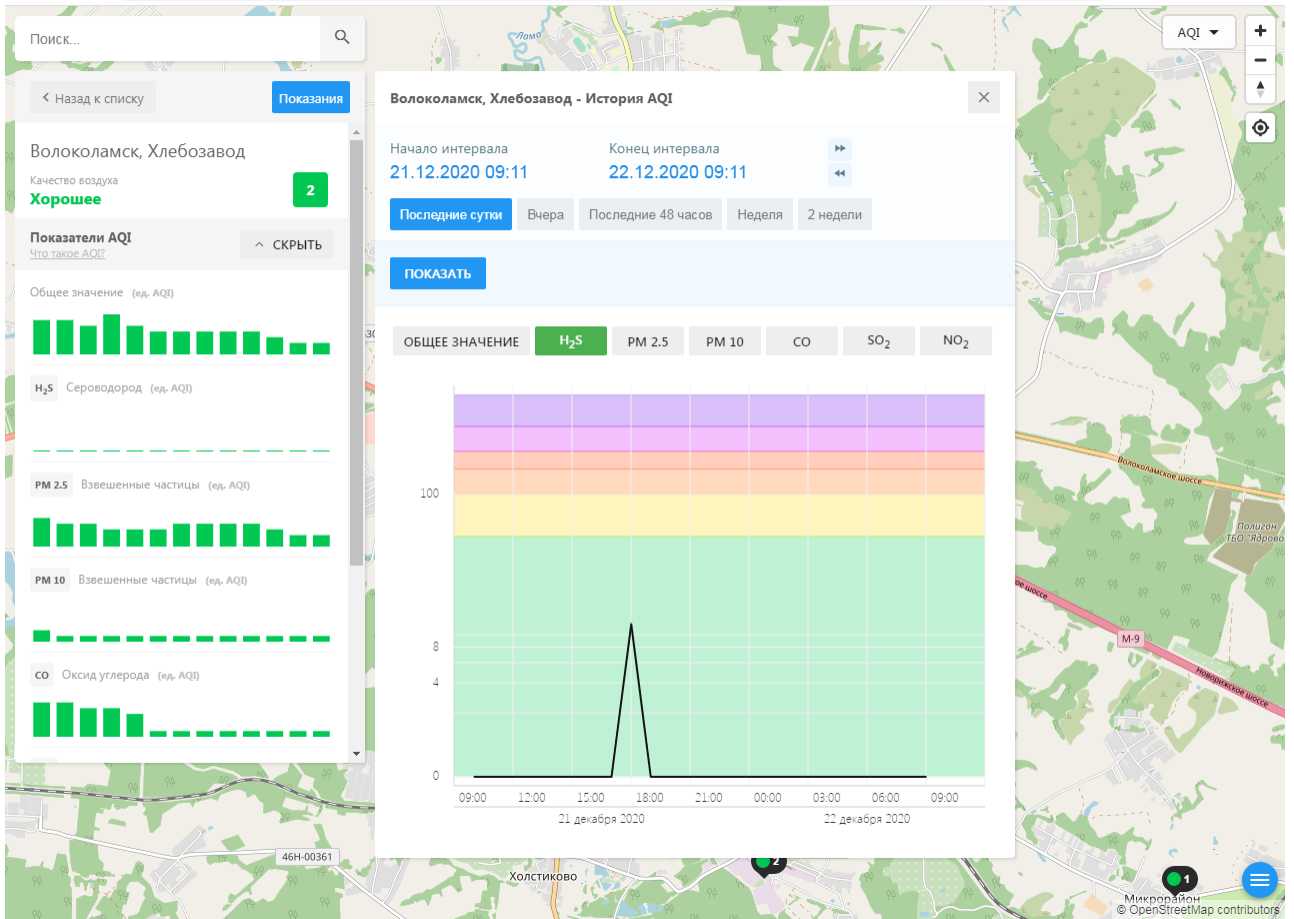 Поиск...
Ломо
AQI
Назад к списку
Показания
Волоколамск, Хлебозавод
Качество воздуха
Хорошее
2
Показатели AQI
Что такое AQI?
СКРЫТЬ
Общее значение (ед. AQI)
H2S Сероводород (ед. AQI)
PM 2.5 Взвешенные частицы (ед. AQI)
PM 10 Взвешенные частицы (ед. AQI)
CO Оксид углерода (ед. AQI)
Волоколамск, Хлебозавод - История AQI
Начало интервала
Конец интервала
21.12.2020 09:11
22.12.2020 09:11
Последние сутки
Вчера
Последние 48 часов
Неделя
2 недели
ПОКАЗАТЬ
ОБЩЕЕ ЗНАЧЕНИЕ
H2S
PM 2.5
PM 10
CO
SO2
NO2
100
8
4
0
09:00 12:00 15:00 18:00 21:00 00:00 03:00 06:00 09:00
21 декабря 2020
22 декабря 2020
Волоколамское шоссе
Полигон
ТБО "Ядрово
ое шоссе
М-9
Новорижское шоссе
46Н-00361
Холстиково
2
1
Микрорайон
© OpenStreetMap contributors